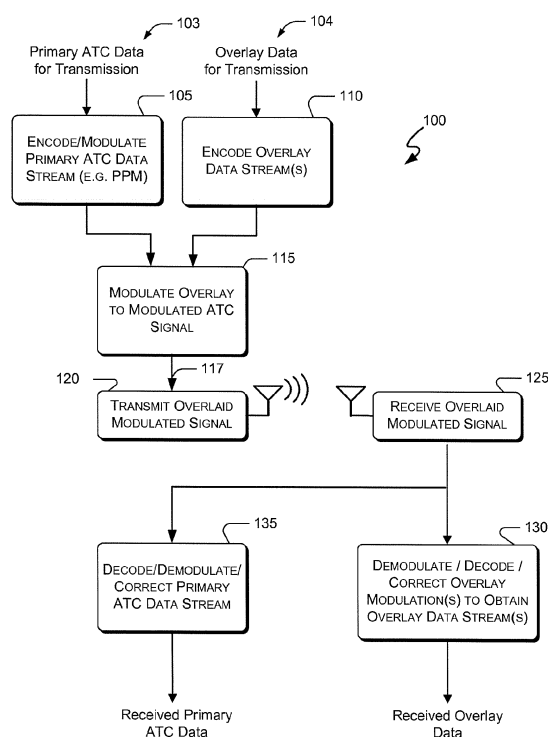 103
Primary ATC Data
for Transmission
104
Overlay Data
for Transmission
105
ENCODE/MODULATE
PRIMARY ATC DATA
STREAM (E.G. PPM)
110
ENCODE OVERLAY
DATA STREAM(S)
100
115
MODULATE OVERLAY
TO MODULATED ATC
SIGNAL
117
120
TRANSMIT OVERLAID
MODULATED SIGNAL
125
RECEIVE OVERLAID
MODULATED SIGNAL
135
DECODE/DEMODULATE/
CORRECT PRIMARY
ATC DATA STREAM
130
DEMODULATE / DECODE /
CORRECT OVERLAY
MODULATION(S) TO OBTAIN
OVERLAY DATA STREAM(S)
Received Primary
ATC Data
Received Overlay
Data